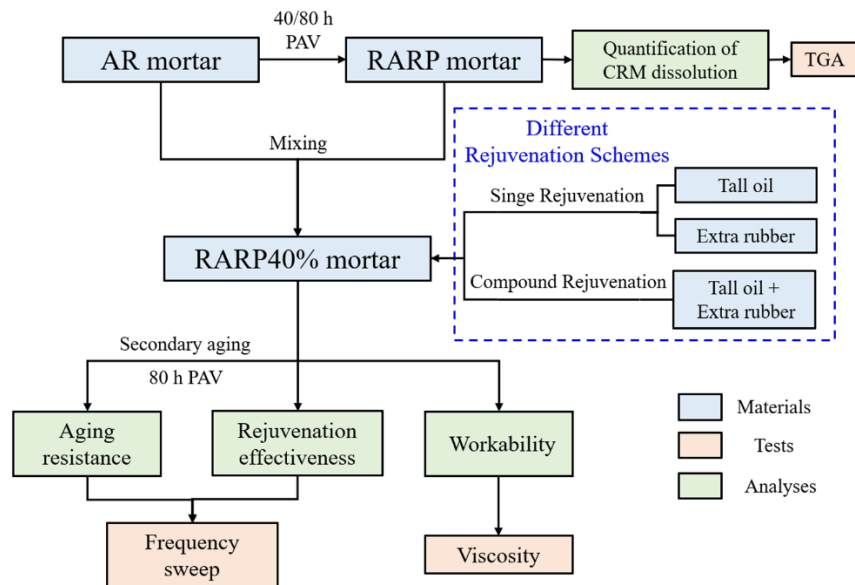 40/80 h
PAV
AR mortar
RARP mortar
Quantification of
CRM dissolution
TGA
Mixing
Different
Rejuvenation Schemes
Singe Rejuvenation
Tall oil
Extra rubber
RARP40% mortar
Compound Rejuvenation
Tall oil +
Extra rubber
Secondary aging
80 h PAV
Aging
resistance
Rejuvenation
effectiveness
Workability
Frequency
sweep
Viscosity
Materials
Tests
Analyses